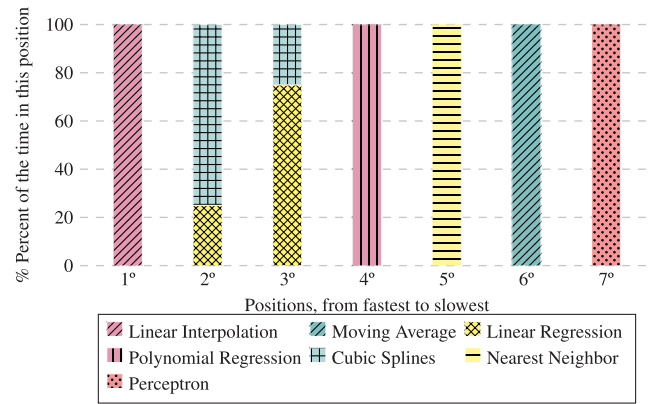 % Percent of the time in this position
100
80
60
40
20
0
1º 2º 3º 4º 5º 6º 7º
Positions, from fastest to slowest
Linear Interpolation Moving Average Linear Regression
Polynomial Regression Cubic Splines Nearest Neighbor
Perceptron